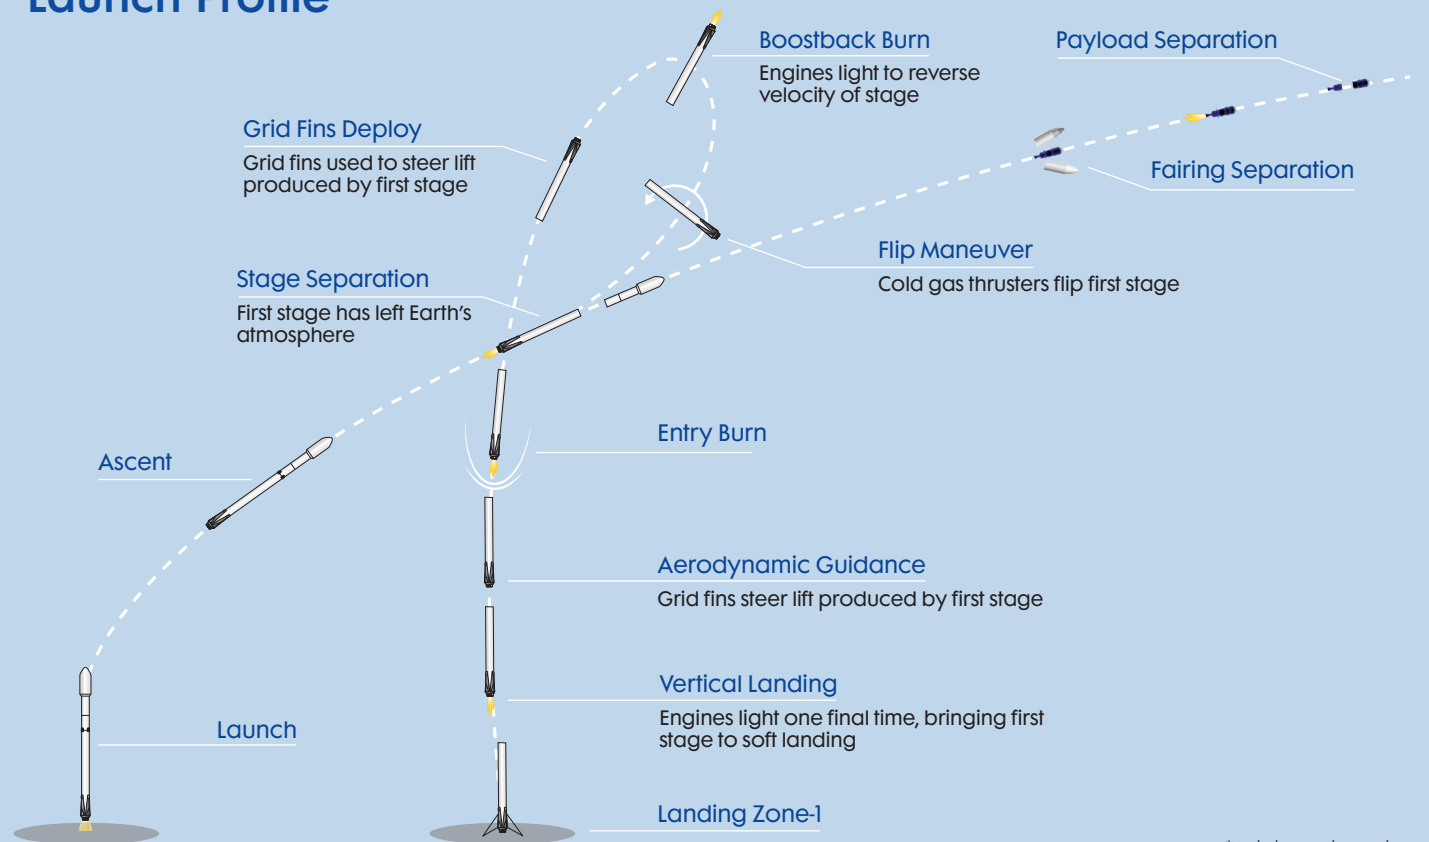 Launch Profile
Boostback Burn
Engines light to reverse
velocity of stage
Payload Separation
Grid Fins Deploy
Grid fins used to steer lift
produced by first stage
Fairing Separation
Flip Maneuver
Cold gas thrusters flip first stage
Stage Separation
First stage has left Earth's
atmosphere
Entry Burn
Ascent
Aerodynamic Guidance
Grid fins steer lift produced by first stage
Vertical Landing
Engines light one final time, bringing first
stage to soft landing
Launch
Landing Zone-1